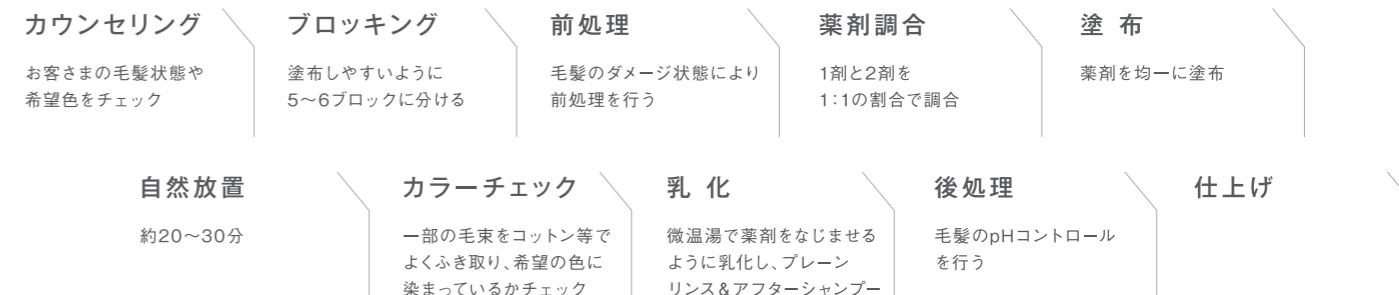 カウンセリング
お客さまの毛髪状態や
希望色をチェック
ブロッキング
塗布しやすいように
5〜6ブロックに分ける
前処理
毛髪のダメージ状態により
前処理を行う
薬剤調合
1剤と2剤を
1：1の割合で調合
塗 布
薬剤を均一に塗布
自然放置
約20〜30分
カラーチェック
一部の毛束をコットン等で
よくふき取り、希望の色に
染まっているかチェック
乳 化
微温湯で薬剤をなじませる
ように乳化し、プレーン
リンス＆アフターシャンプー
後処理
毛髪のpHコントロール
を行う
仕上げ